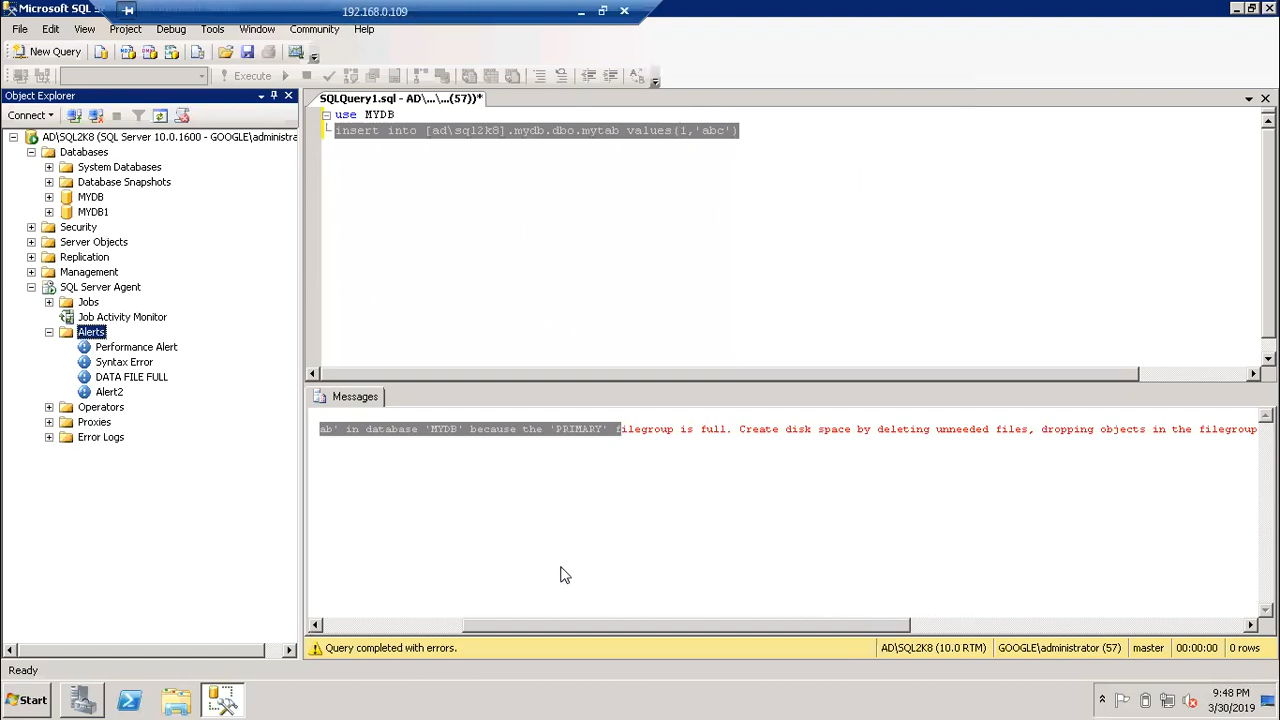 Microsoft SQL S
192.168.0.109
File Edit View Project Debug Tools Window Community Help
New Query
Execute
Object Explorer
SQLQuery1.sql - AD\...\...(57))*
Connect
use MYDB
insert into [ad\sql2k8].mydb.dbo.mytab values(1,'abc')
AD\SQL2K8 (SQL Server 10.0.1600 - GOOGLE\administra
Databases
System Databases
Database Snapshots
MYDB
MYDB1
Security
Server Objects
Replication
Management
SQL Server Agent
Jobs
Job Activity Monitor
Alerts
Performance Alert
Syntax Error
DATA FILE FULL
Alert2
Operators
Proxies
Error Logs
Messages
ab' in database 'MYDB' because the 'PRIMARY' filegroup is full. Create disk space by deleting unneeded files, dropping objects in the filegroup
Query completed with errors.
AD\SQL2K8 (10.0 RTM) GOOGLE\administrator (57) master 00:00:00 0 rows
Ready
Start
9:48 PM
3/30/2019